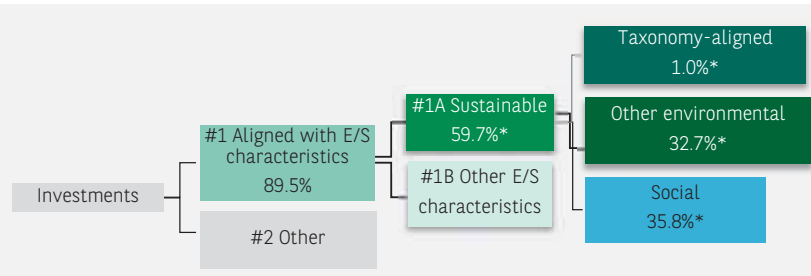 Investments
#1 Aligned with E/S
characteristics
89.5%
#2 Other
#1A Sustainable
59.7%*
#1B Other E/S
characteristics
Taxonomy-aligned
1.0%*
Other environmental
32.7%*
Social
35.8%*